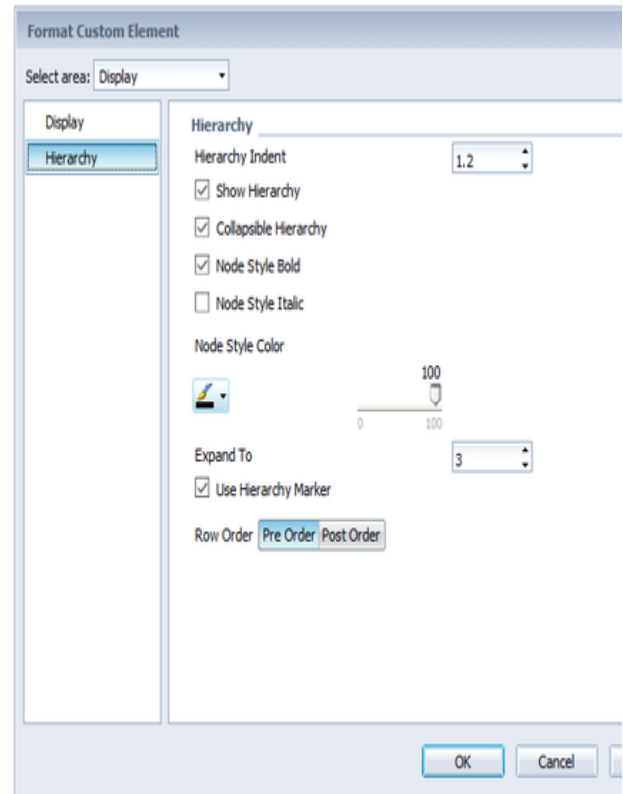 Format Custom Element
Select area: Display
Display
Hierarchy
Hierarchy
Hierarchy Indent 1.2
Show Hierarchy
Collapsible Hierarchy
Node Style Bold
Node Style Italic
Node Style Color
100
0 100
Expand To 3
Use Hierarchy Marker
Row Order Pre Order Post Order
OK Cancel